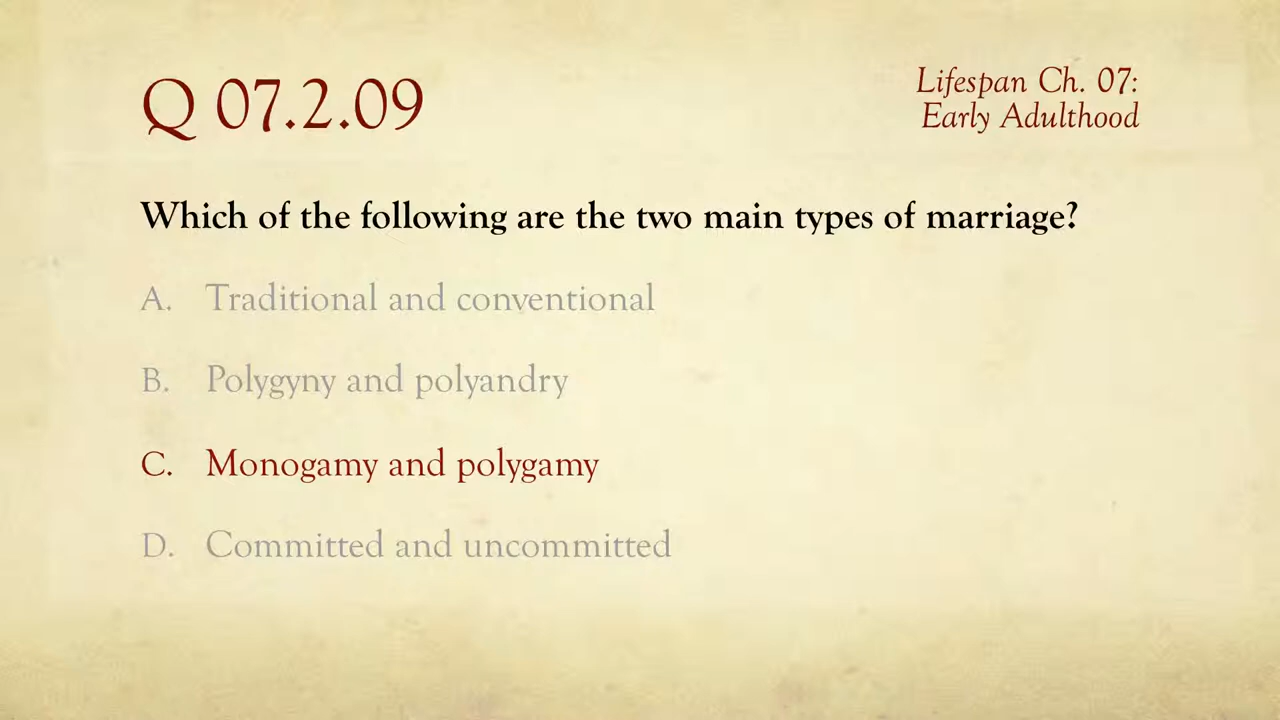 Q 07.2.09
Lifespan Ch. 07:
Early Adulthood
Which of the following are the two main types of marriage?
A. Traditional and conventional
B. Polygyny and polyandry
C. Monogamy and polygamy
D. Committed and uncommitted